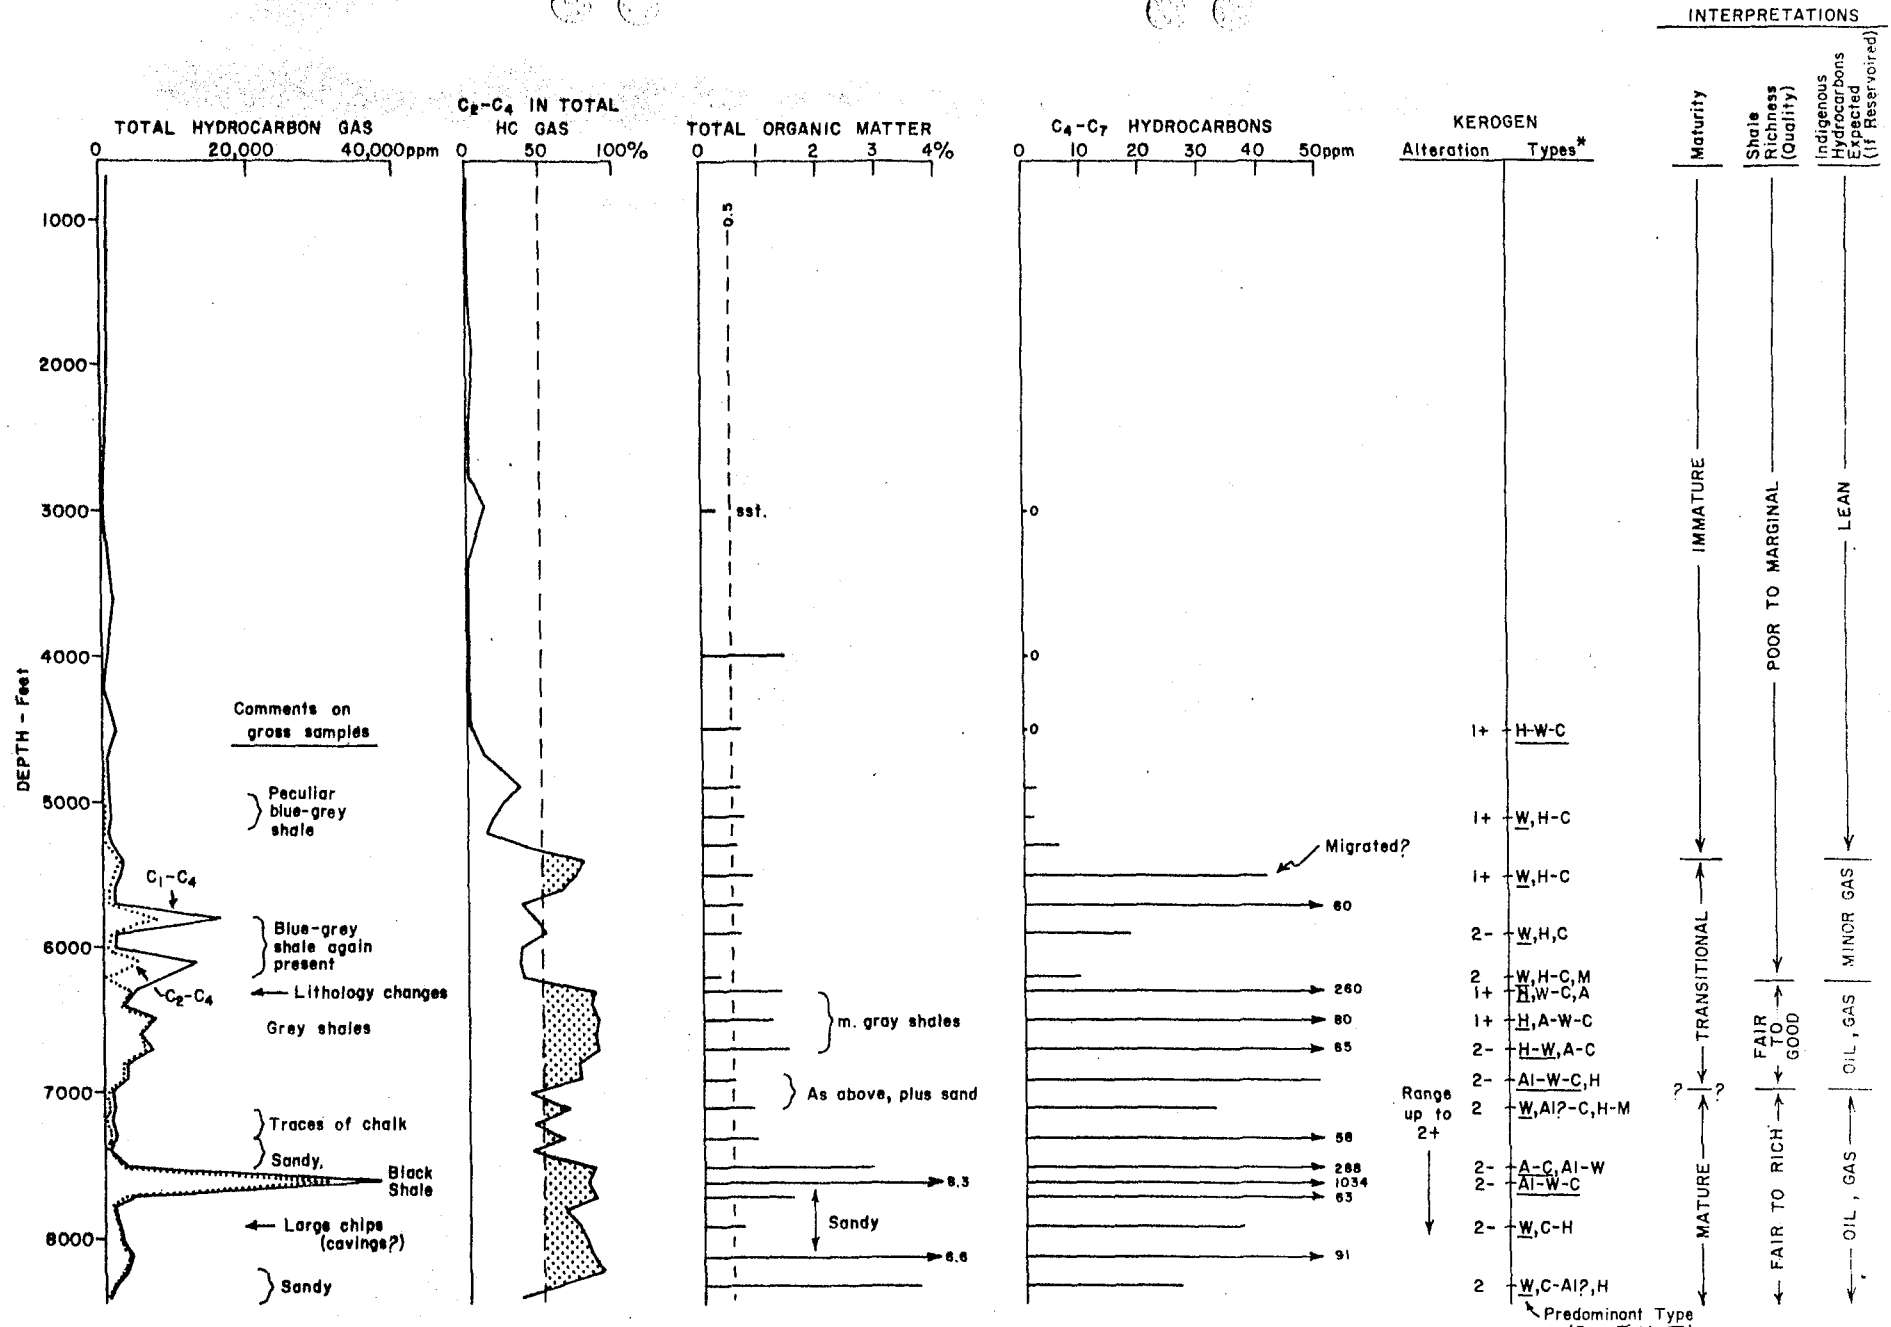 INTERPRETATIONS
Maturity
Shale
Richness
(Quality)
Indigenous
Hydrocarbons
Expected
(If Reservoired)
TOTAL HYDROCARBON GAS
0 20,000 40,000ppm
C₂-C₄ IN TOTAL
HC GAS
0 50 100%
TOTAL ORGANIC MATTER
0 1 2 3 4%
C₄-C₇ HYDROCARBONS
0 10 20 30 40 50ppm
KEROGEN
Alteration Types*
DEPTH - Feet
1000
2000
3000
4000
5000
6000
7000
8000
Comments on
gross samples
Peculiar
blue-grey
shale
C₁-C₄
Blue-grey
shale again
present
C₂-C₄
Lithology changes
Grey shales
Traces of chalk
Sandy,
Black
Shale
Large chips
(cavings?)
Sandy
0.5
sst.
m. gray shales
As above, plus sand
8.3
Sandy
6.6
0
0
0
Migrated?
60
260
80
65
58
288
1034
63
91
1+ H-W-C
1+ W,H-C
1+ W,H-C
2- W,H,C
2 W,H-C,M
1+ H,W-C,A
1+ H,A-W-C
2- H-W,A-C
2- Al-W-C,H
2 W,Al?-C,H-M
2- A-C,Al-W
2- Al-W-C
2- W,C-H
2 W,C-Al?,H
Range
up to
2+
Predominant Type
IMMATURE
TRANSITIONAL
? ?
MATURE
POOR TO MARGINAL
FAIR
TO
GOOD
FAIR TO RICH
LEAN
MINOR GAS
OIL, GAS
OIL, GAS